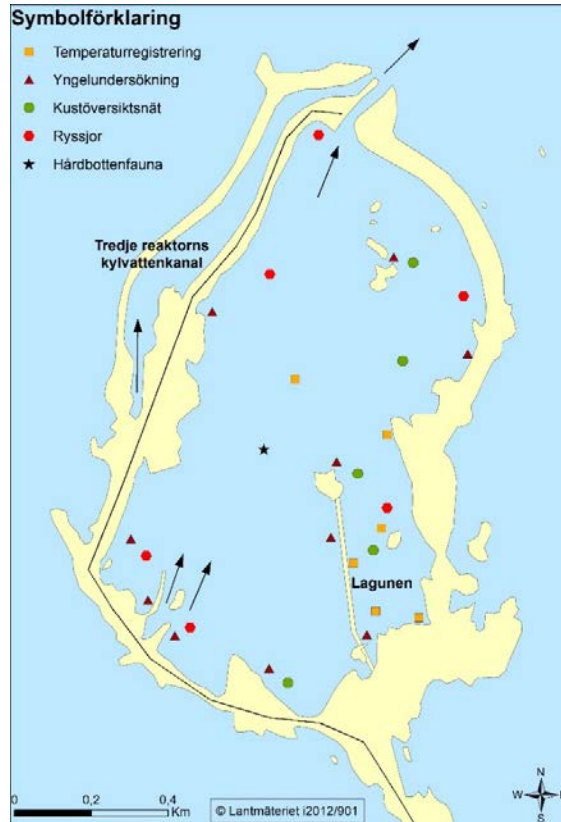 Symbolförklaring
Temperaturregistrering
Yngelundersökning
Kustöversiktsnät
Ryssjor
Hårdbottenfauna
Tredje reaktorns
kylvattenkanal
Lagunen
0 0,2 0,4
Km
© Lantmäteriet i2012/901
N
W E
S